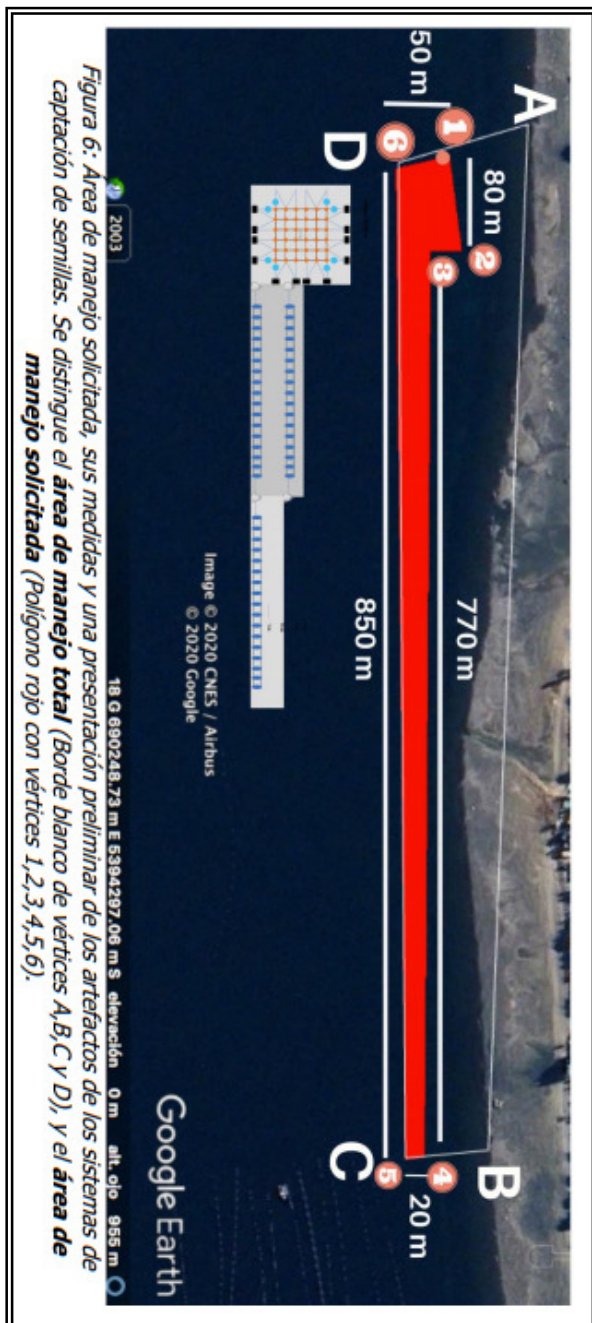 A
B
50 m
1
80 m
2
3
6
D
770 m
850 m
4
20 m
5
C
Image © 2020 CNES / Airbus
© 2020 Google
Google Earth
2003
18 G 690248.73 m E 5394297.06 m S elevación 0 m alt. ojo 955 m
Figura 6: Área de manejo solicitada, sus medidas y una presentación preliminar de los artefactos de los sistemas de
captación de semillas. Se distingue el área de manejo total (Borde blanco de vértices A,B,C y D), y el área de
manejo solicitada (Polígono rojo con vértices 1,2,3,4,5,6).